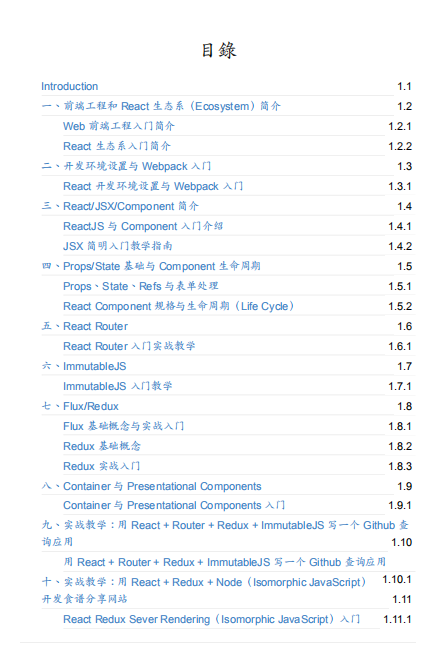 目錄
Introduction 1.1
一、前端工程和 React 生态系（Ecosystem）简介 1.2
Web 前端工程入门简介 1.2.1
React 生态系入门简介 1.2.2
二、开发环境设置与 Webpack 入门 1.3
React 开发环境设置与 Webpack 入门 1.3.1
三、React/JSX/Component 简介 1.4
ReactJS 与 Component 入门介绍 1.4.1
JSX 简明入门教学指南 1.4.2
四、Props/State 基础与 Component 生命周期 1.5
Props、State、Refs 与表单处理 1.5.1
React Component 规格与生命周期（Life Cycle） 1.5.2
五、React Router 1.6
React Router 入门实战教学 1.6.1
六、ImmutableJS 1.7
ImmutableJS 入门教学 1.7.1
七、Flux/Redux 1.8
Flux 基础概念与实战入门 1.8.1
Redux 基础概念 1.8.2
Redux 实战入门 1.8.3
八、Container 与 Presentational Components 1.9
Container 与 Presentational Components 入门 1.9.1
九、实战教学：用 React + Router + Redux + ImmutableJS 写一个 Github 查
询应用 1.10
用 React + Router + Redux + ImmutableJS 写一个 Github 查询应用
十、实战教学：用 React + Redux + Node（Isomorphic JavaScript） 1.10.1
开发食谱分享网站 1.11
React Redux Sever Rendering（Isomorphic JavaScript）入门 1.11.1